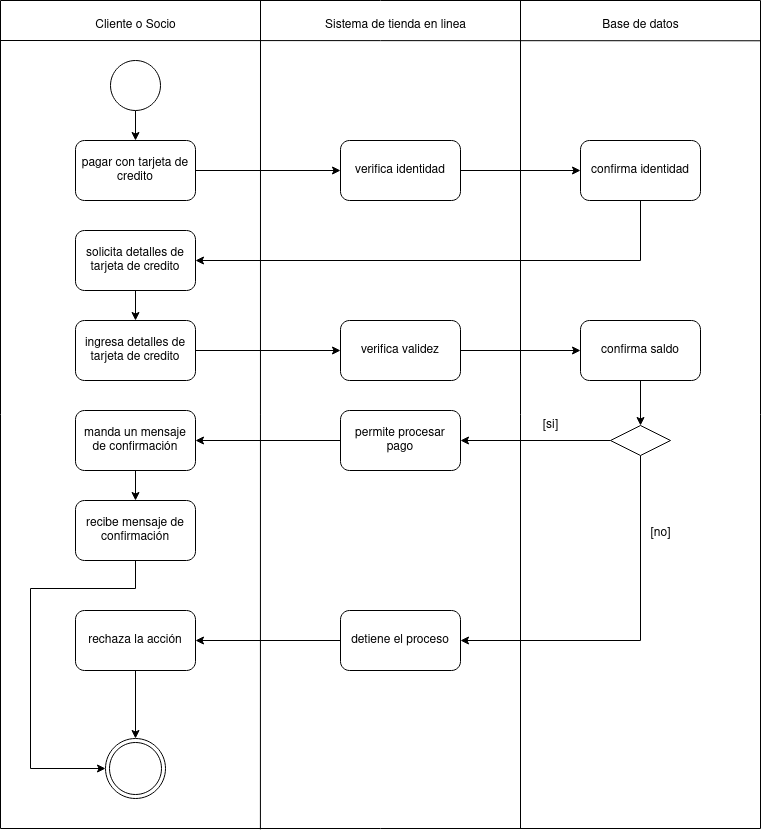 Cliente o Socio
Sistema de tienda en linea
Base de datos
pagar con tarjeta de
credito
verifica identidad
confirma identidad
solicita detalles de
tarjeta de credito
ingresa detalles de
tarjeta de credito
verifica validez
confirma saldo
manda un mensaje
de confirmación
permite procesar
pago
[si]
recibe mensaje de
confirmación
[no]
rechaza la acción
detiene el proceso